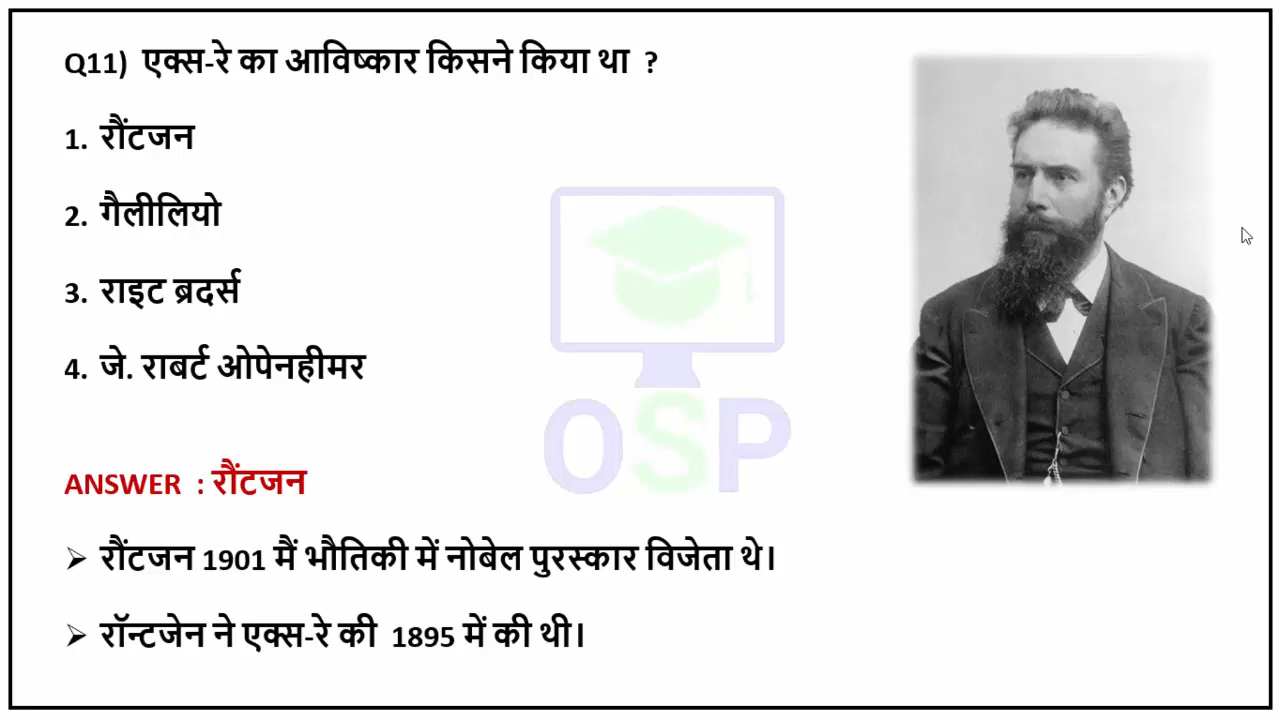 Q11) एक्स-रे का आविष्कार किसने किया था ?
1. रौंटजन
2. गैलीलियो
3. राइट ब्रदर्स
4. जे. राबर्ट ओपेनहीमर
OSP
ANSWER : रौंटजन
➢ रौंटजन 1901 मैं भौतिकी में नोबेल पुरस्कार विजेता थे।
➢ रॉन्टजेन ने एक्स-रे की 1895 में की थी।